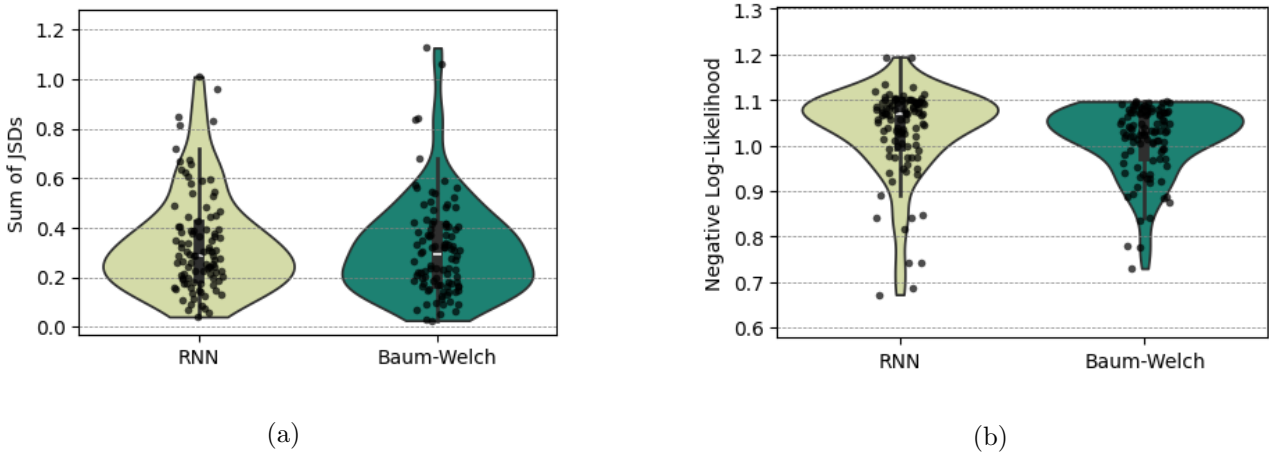 Sum of JSDs
1.2
1.0
0.8
0.6
0.4
0.2
0.0
RNN
Baum-Welch
(a)
Negative Log-Likelihood
1.3
1.2
1.1
1.0
0.9
0.8
0.7
0.6
RNN
Baum-Welch
(b)